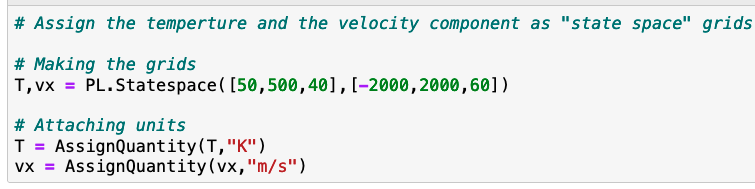 # Assign the temperture and the velocity component as "state space" grids
# Making the grids
T,vx = PL.Statespace([50,500,40],[-2000,2000,60])
# Attaching units
T = AssignQuantity(T,"K")
vx = AssignQuantity(vx,"m/s")